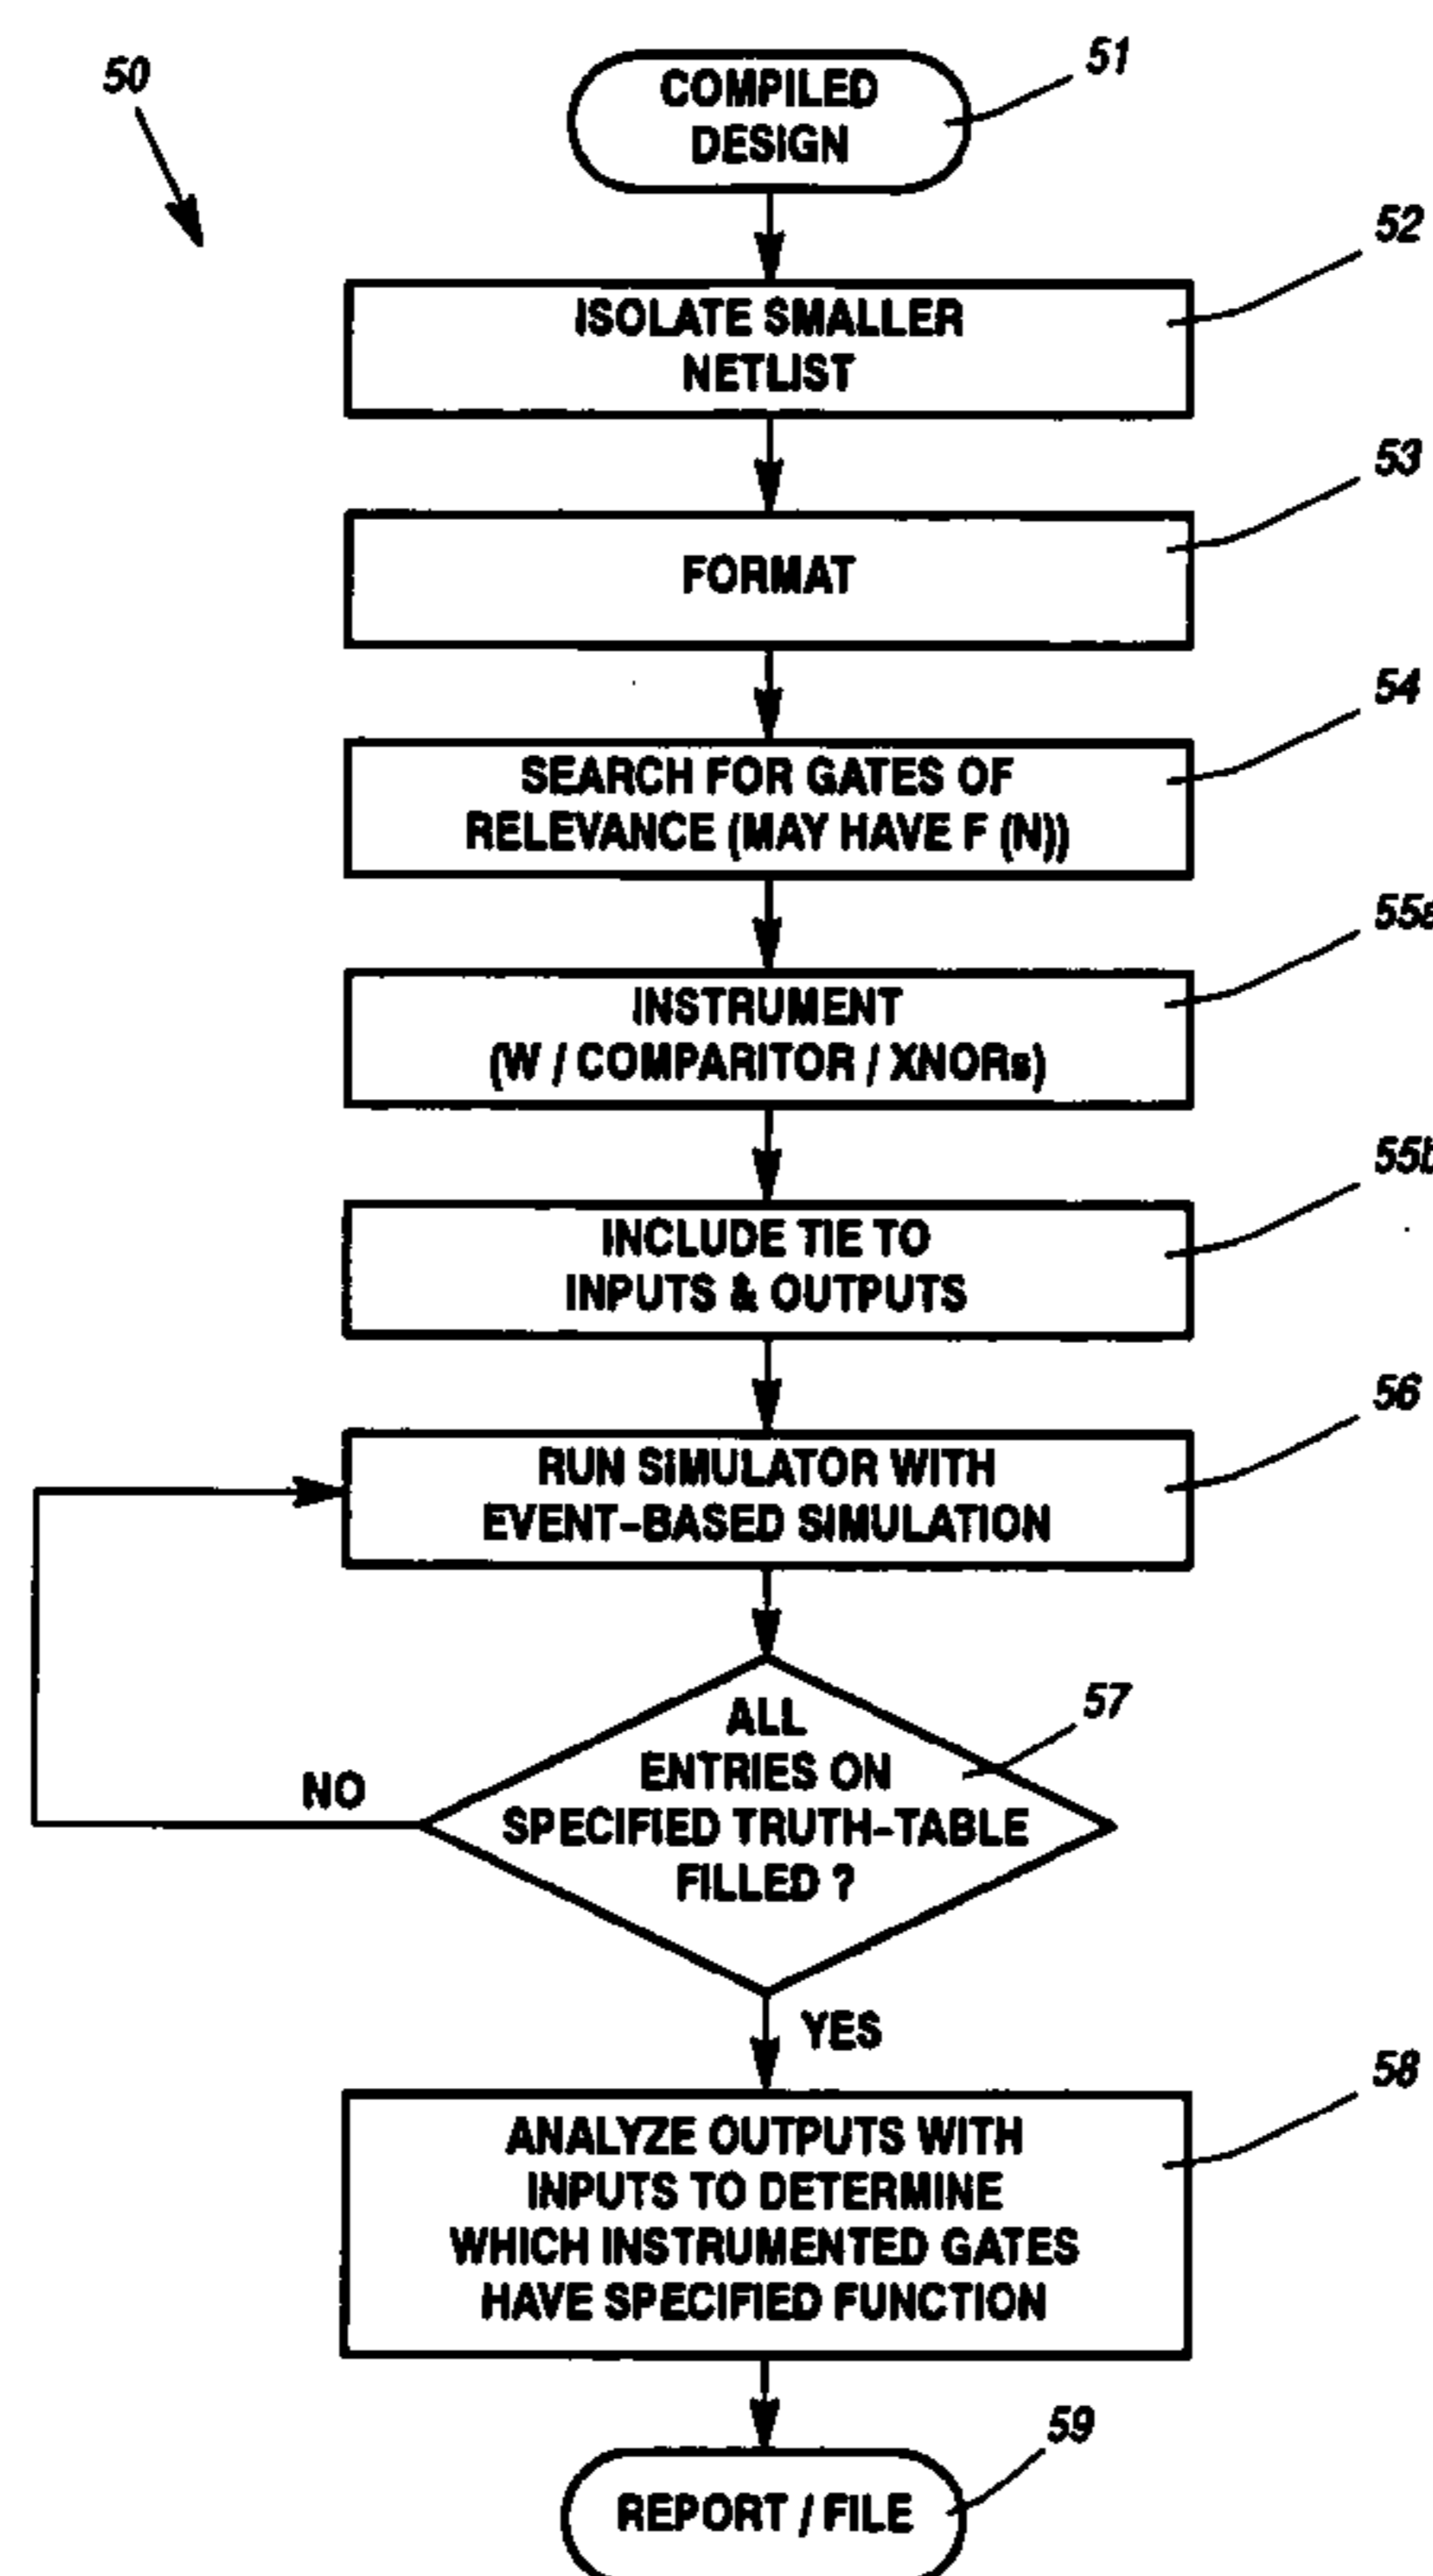 50
51
COMPILED
DESIGN
52
ISOLATE SMALLER
NETLIST
53
FORMAT
54
SEARCH FOR GATES OF
RELEVANCE (MAY HAVE F (N))
55a
INSTRUMENT
(W / COMPARITOR / XNORs)
55b
INCLUDE TIE TO
INPUTS & OUTPUTS
56
RUN SIMULATOR WITH
EVENT-BASED SIMULATION
57
ALL
ENTRIES ON
SPECIFIED TRUTH-TABLE
FILLED ?
NO
YES
58
ANALYZE OUTPUTS WITH
INPUTS TO DETERMINE
WHICH INSTRUMENTED GATES
HAVE SPECIFIED FUNCTION
59
REPORT / FILE